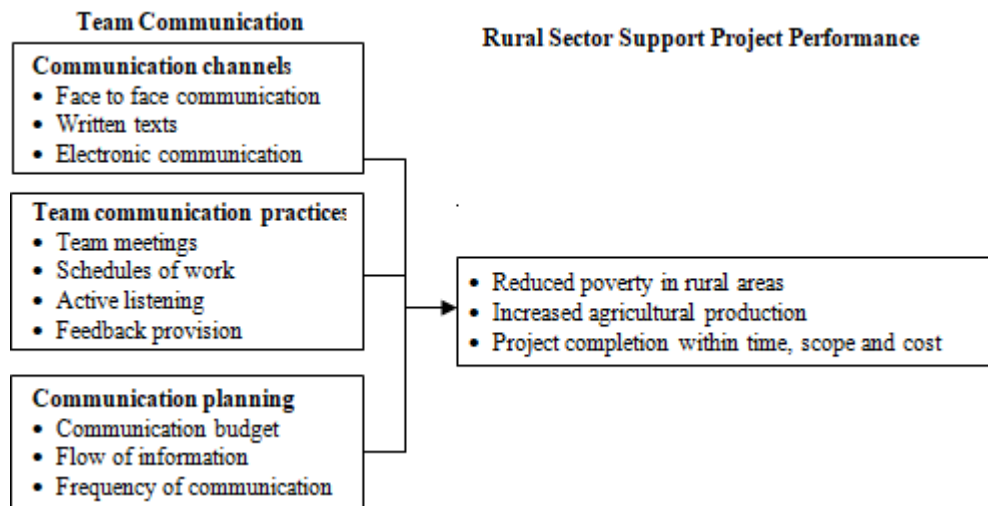 Team Communication
Communication channels
• Face to face communication
• Written texts
• Electronic communication
Team communication practices
• Team meetings
• Schedules of work
• Active listening
• Feedback provision
Communication planning
• Communication budget
• Flow of information
• Frequency of communication
Rural Sector Support Project Performance
• Reduced poverty in rural areas
• Increased agricultural production
• Project completion within time, scope and cost